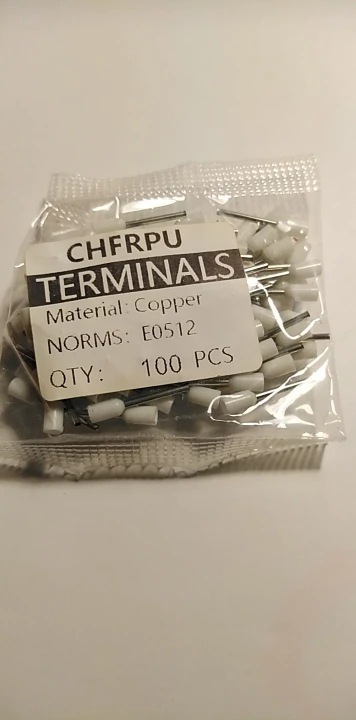 CHFRPU
TERMINALS
Material: Copper
NORMS: E0512
QTY: 100 PCS